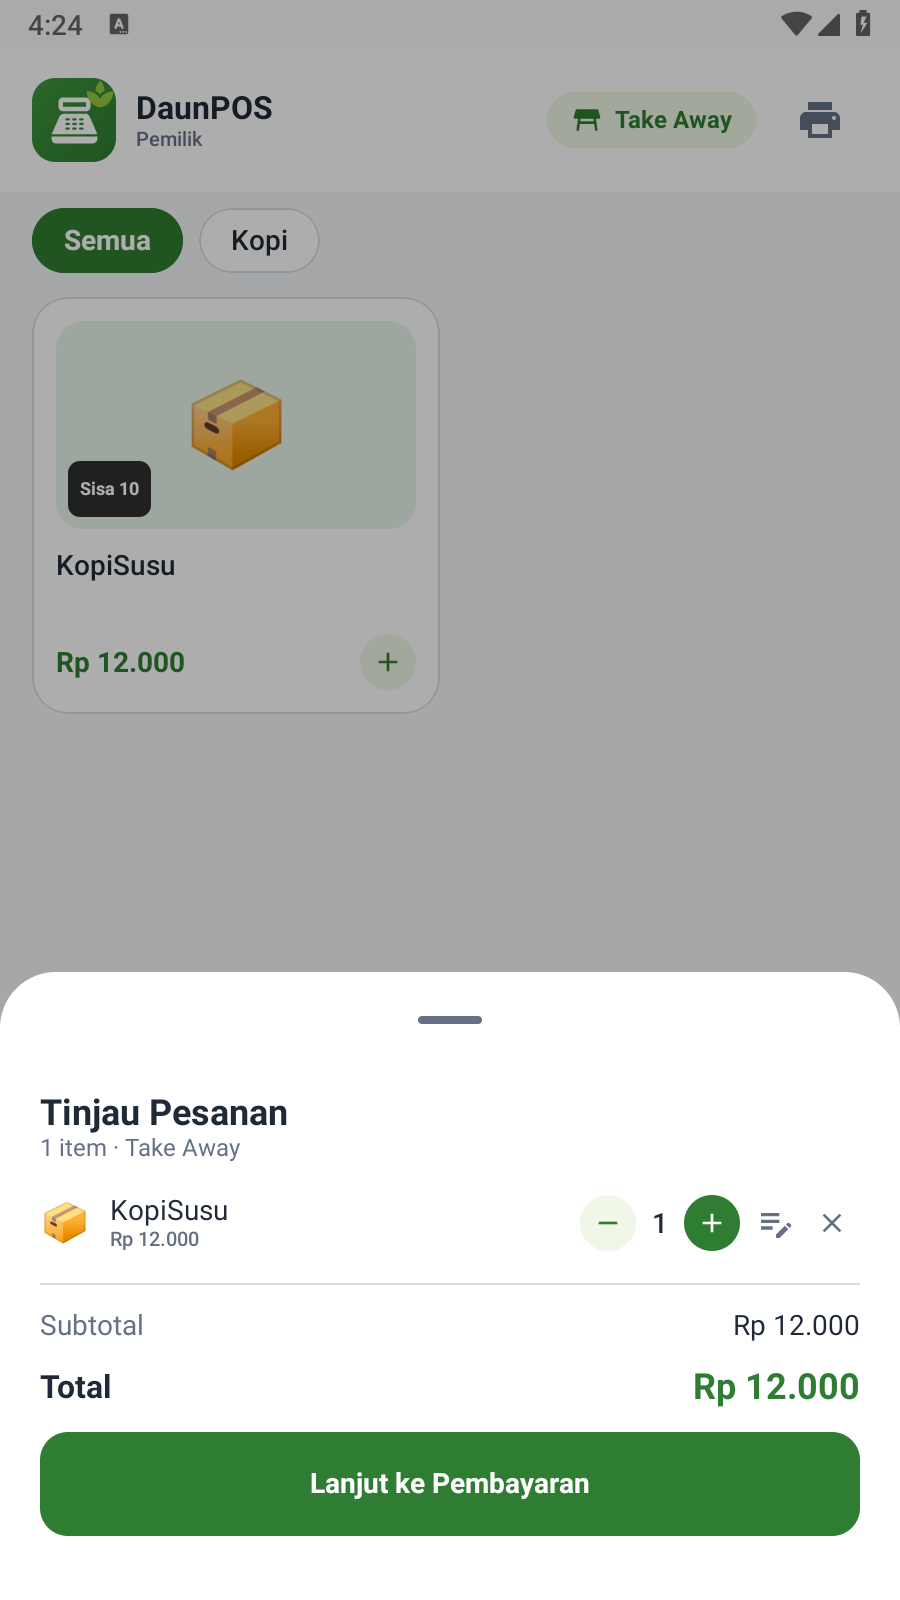 4:24
A
DaunPOS
Pemilik
Take Away
Semua
Kopi
Sisa 10
KopiSusu
Rp 12.000
Tinjau Pesanan
1 item · Take Away
KopiSusu
Rp 12.000
1
Subtotal
Rp 12.000
Total
Rp 12.000
Lanjut ke Pembayaran